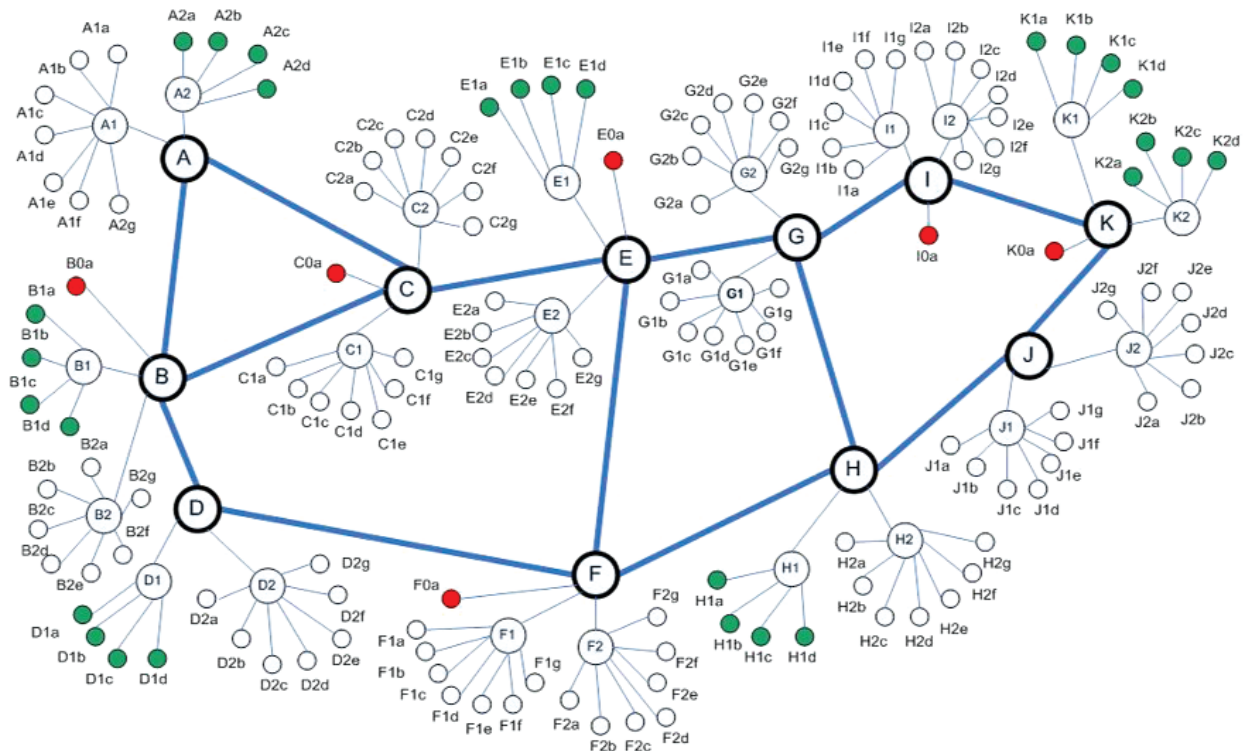 A1a
A2a
A2b
A2c
A2d
A1b
A1c
A1d
A1e
A1f
A2g
A1
A2
A
B0a
B1a
B1b
B1c
B1d
B1
B
B2a
B2b
B2c
B2d
B2e
B2f
B2g
B2
C0a
C
C2a
C2b
C2c
C2d
C2e
C2f
C2g
C2
C1
C1a
C1b
C1c
C1d
C1e
C1f
C1g
D
D1
D1a
D1b
D1c
D1d
D2
D2a
D2b
D2c
D2d
D2e
D2f
D2g
E1a
E1b
E1c
E1d
E0a
E1
E
E2
E2a
E2b
E2c
E2d
E2e
E2f
E2g
F0a
F
F1
F1a
F1b
F1c
F1d
F1e
F1f
F1g
F2
F2a
F2b
F2c
F2d
F2e
F2f
F2g
G2a
G2b
G2c
G2d
G2e
G2f
G2g
G2
G
G1
G1a
G1b
G1c
G1d
G1e
G1f
G1g
H
H1
H1a
H1b
H1c
H1d
H2
H2a
H2b
H2c
H2d
H2e
H2f
H2g
I1a
I1b
I1c
I1d
I1e
I1f
I1g
I1
I2a
I2b
I2c
I2d
I2e
I2f
I2g
I2
I
I0a
J
J1
J1a
J1b
J1c
J1d
J1e
J1f
J1g
J2
J2a
J2b
J2c
J2d
J2e
J2f
J2g
K1a
K1b
K1c
K1d
K1
K2a
K2b
K2c
K2d
K2
K
K0a